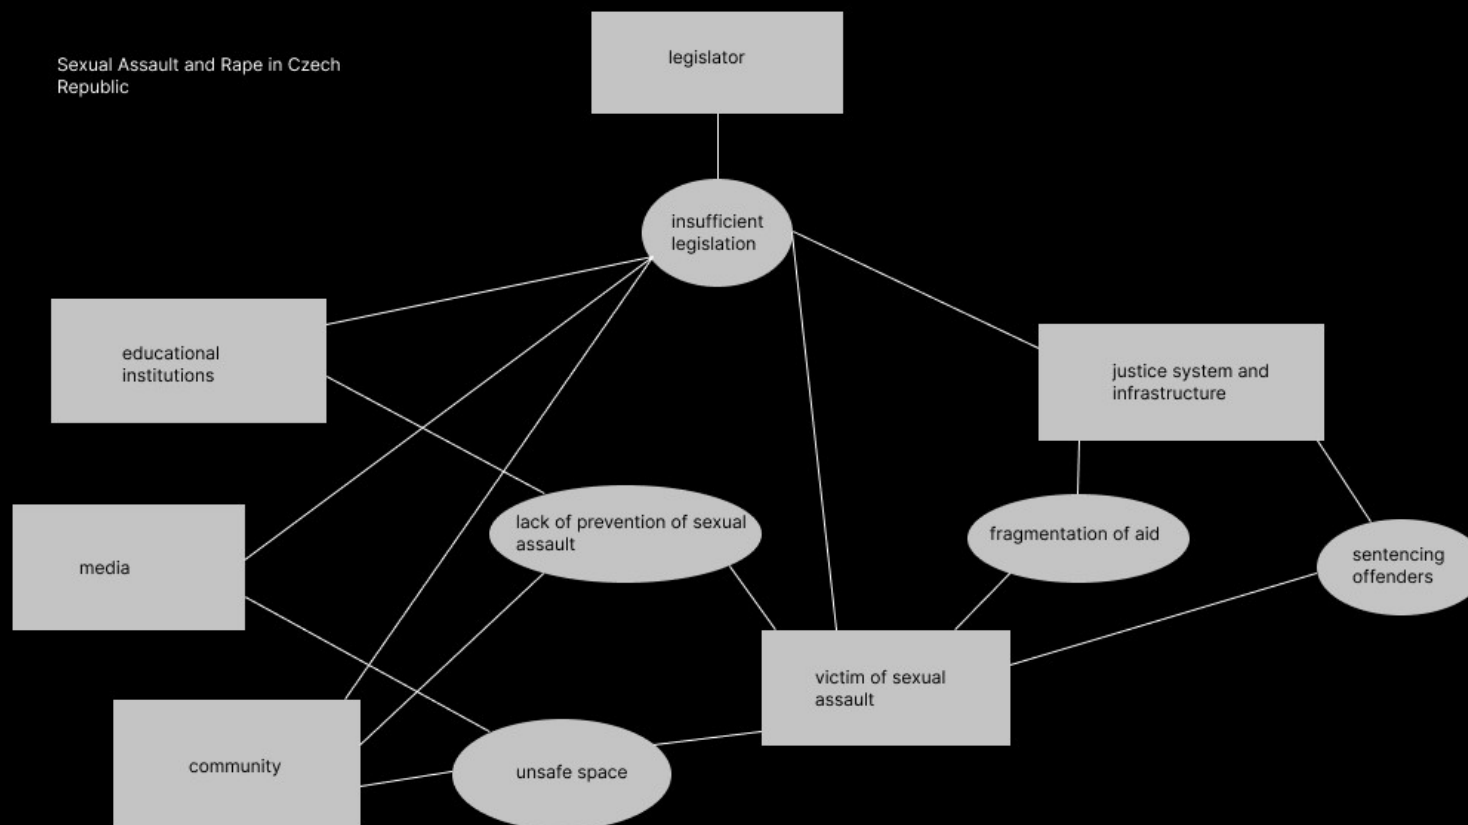 Sexual Assault and Rape in Czech
Republic
legislator
insufficient
legislation
educational
institutions
justice system and
infrastructure
lack of prevention of sexual
assault
fragmentation of aid
sentencing
offenders
media
victim of sexual
assault
community
unsafe space